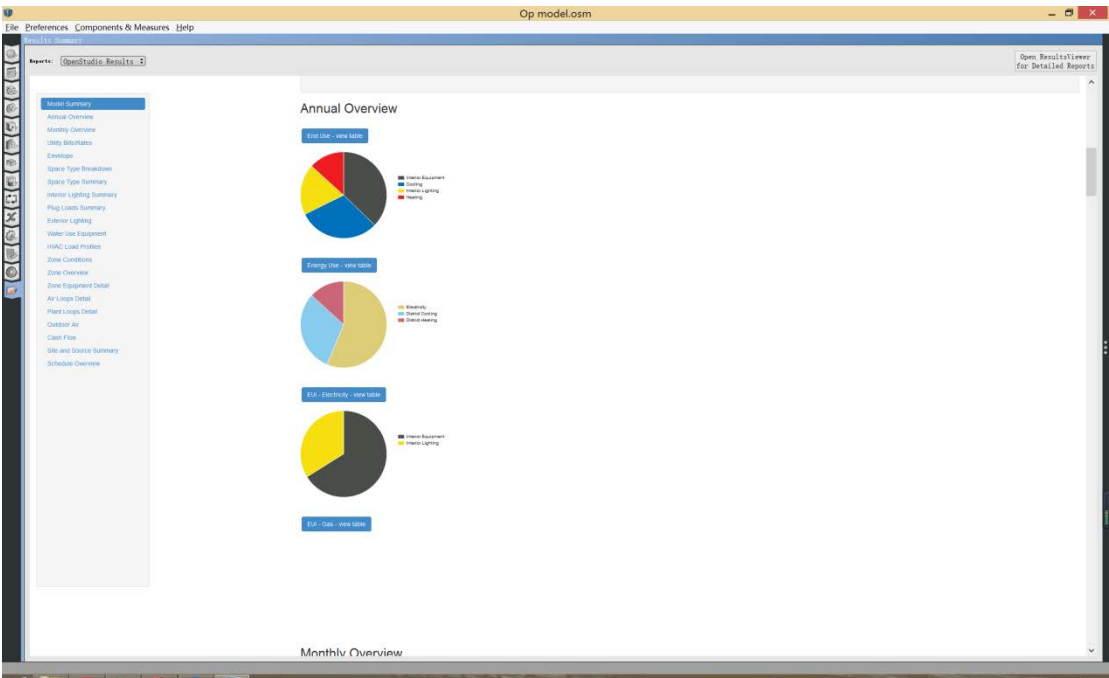 Op model.osm
File Preferences Components & Measures Help
Results Summary
Reports: OpenStudio Results
Open ResultsViewer
for Detailed Reports
Model Summary
Annual Overview
Monthly Overview
Utility Bills/Rates
Envelope
Space Type Breakdown
Space Type Summary
Interior Lighting Summary
Plug Loads Summary
Exterior Lighting
Water Use Equipment
HVAC Load Profiles
Zone Conditions
Zone Overview
Zone Equipment Detail
Air Loops Detail
Plant Loops Detail
Outdoor Air
Cash Flow
Site and Source Summary
Schedule Overview
Annual Overview
End Use - view table
Interior Equipment
Cooling
Interior Lighting
Heating
Energy Use - view table
Electricity
District Cooling
District Heating
EUI - Electricity - view table
Interior Equipment
Interior Lighting
EUI - Gas - view table
Monthly Overview